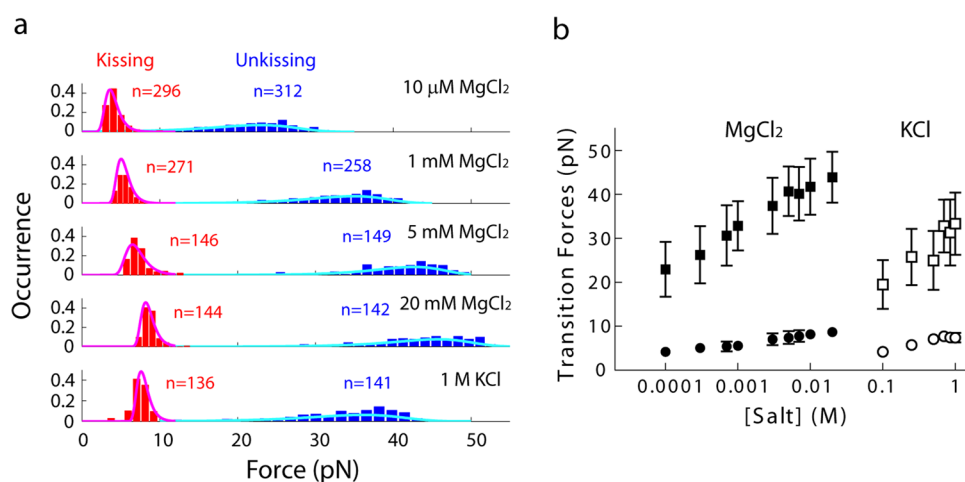 a
Kissing Unkissing
0.4
0.2
0
n=296 n=312 10 μM MgCl₂
0.4
0.2
0
n=271 n=258 1 mM MgCl₂
0.4
0.2
0
n=146 n=149 5 mM MgCl₂
0.4
0.2
0
n=144 n=142 20 mM MgCl₂
0.4
0.2
0
n=136 n=141 1 M KCl
0 10 20 30 40 50
Force (pN)
Occurrence
b
MgCl₂ KCl
50
40
30
20
10
0
0.0001 0.001 0.01 0.1 1
[Salt] (M)
Transition Forces (pN)